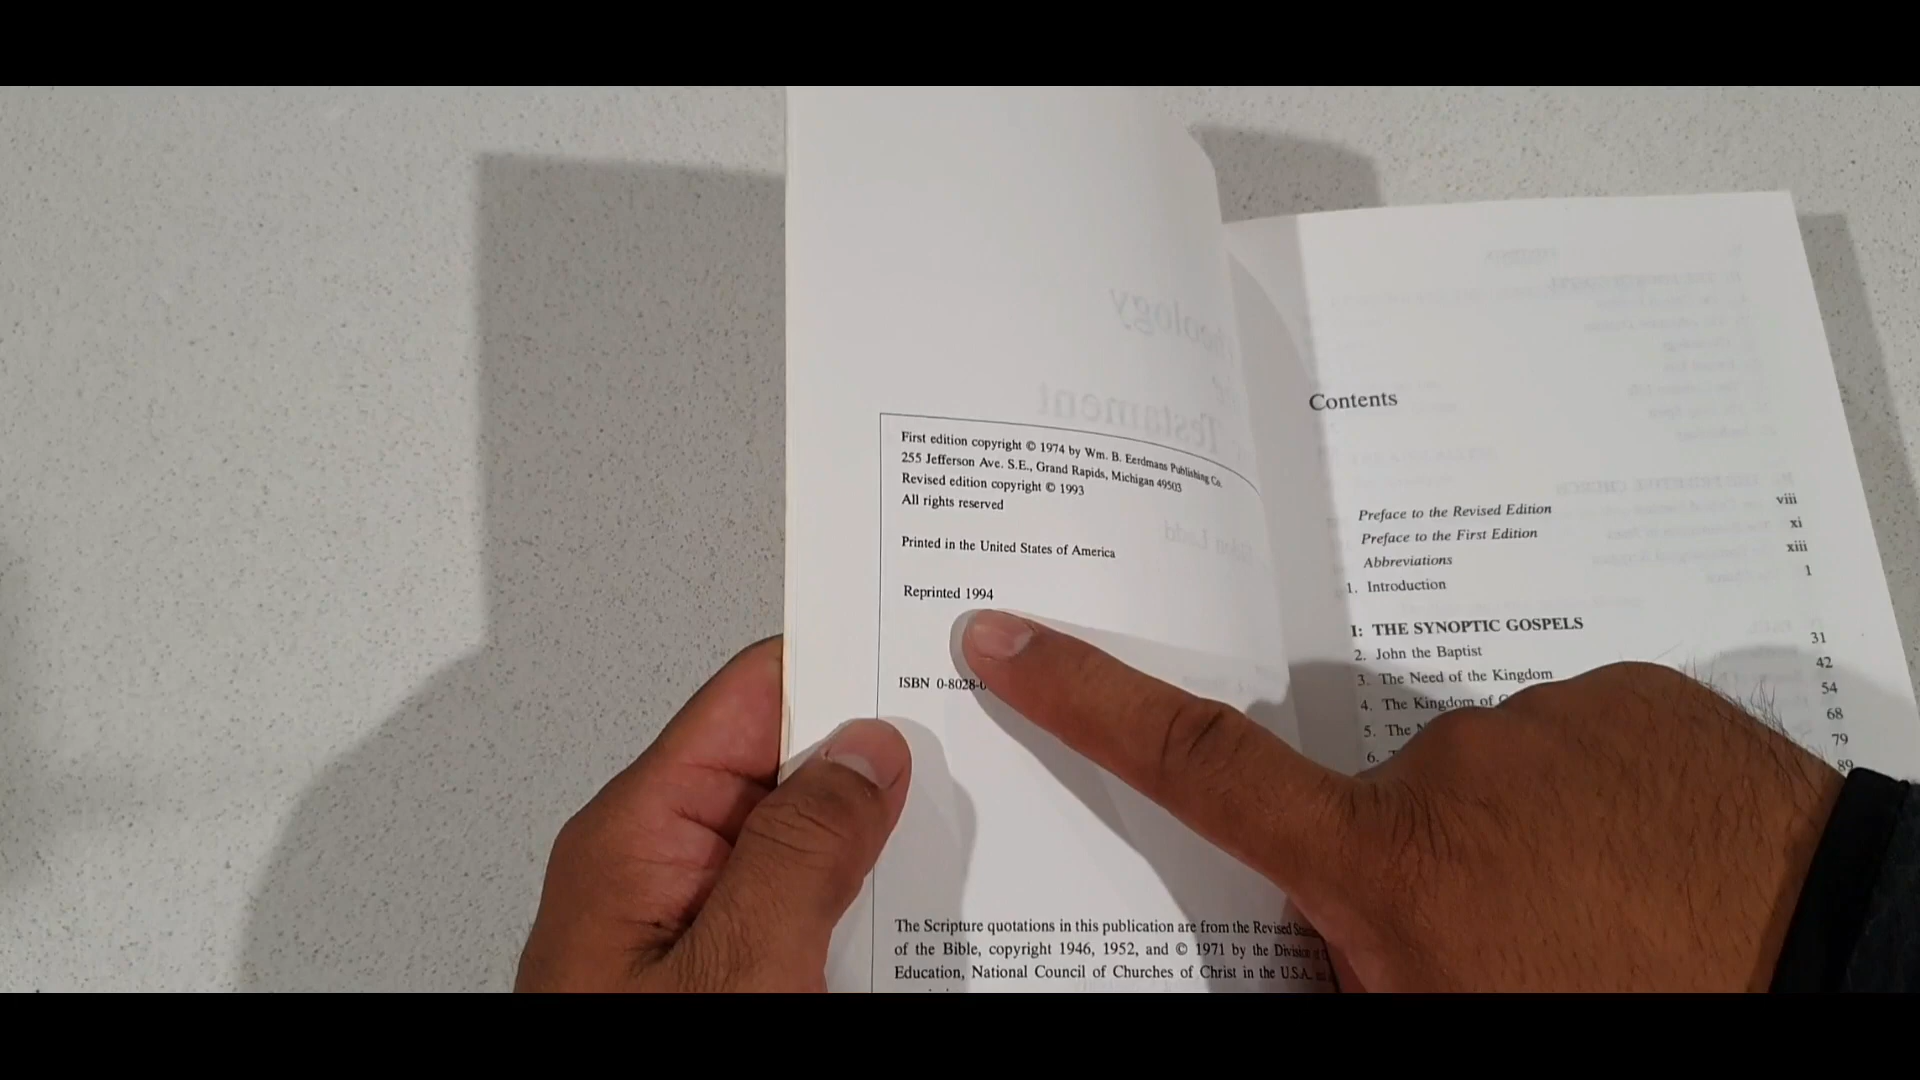 First edition copyright © 1974 by Wm. B. Eerdmans Publishing Co.
255 Jefferson Ave. S.E., Grand Rapids, Michigan 49503
Revised edition copyright © 1993
All rights reserved
Printed in the United States of America
Reprinted 1994
ISBN 0-8028-0
The Scripture quotations in this publication are from the Revised
of the Bible, copyright 1946, 1952, and © 1971 by the Division of
Education, National Council of Churches of Christ in the U.S.A.
Contents
Preface to the Revised Edition viii
Preface to the First Edition xi
Abbreviations xiii
1. Introduction 1
I: THE SYNOPTIC GOSPELS
2. John the Baptist 31
3. The Need of the Kingdom 42
4. The Kingdom of 54
5. The 68
6. 79
89